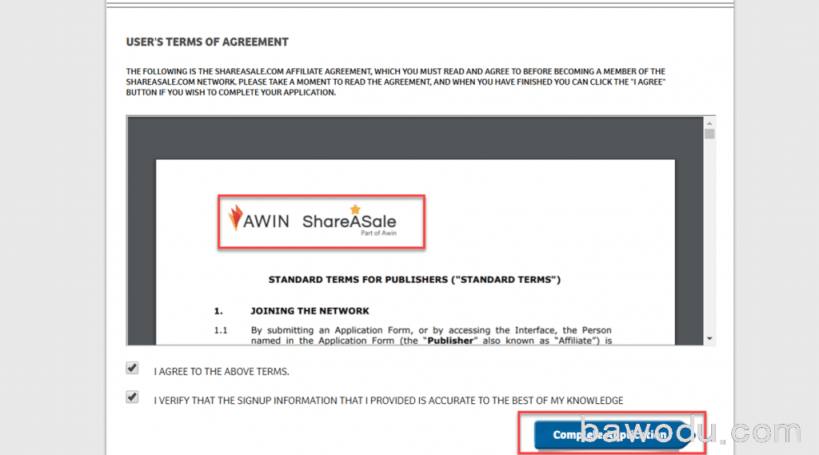 USER'S TERMS OF AGREEMENT
THE FOLLOWING IS THE SHAREASALE.COM AFFILIATE AGREEMENT, WHICH YOU MUST READ AND AGREE TO BEFORE BECOMING A MEMBER OF THE
SHAREASALE.COM NETWORK. PLEASE TAKE A MOMENT TO READ THE AGREEMENT, AND WHEN YOU HAVE FINISHED YOU CAN CLICK THE "I AGREE"
BUTTON IF YOU WISH TO COMPLETE YOUR APPLICATION.
AWIN ShareASale
Part of Awin
STANDARD TERMS FOR PUBLISHERS ("STANDARD TERMS")
1. JOINING THE NETWORK
1.1 By submitting an Application Form, or by accessing the Interface, the Person
named in the Application Form (the “Publisher” also known as “Affiliate”) is
I AGREE TO THE ABOVE TERMS.
I VERIFY THAT THE SIGNUP INFORMATION THAT I PROVIDED IS ACCURATE TO THE BEST OF MY KNOWLEDGE
Complete Application
bawodu.com